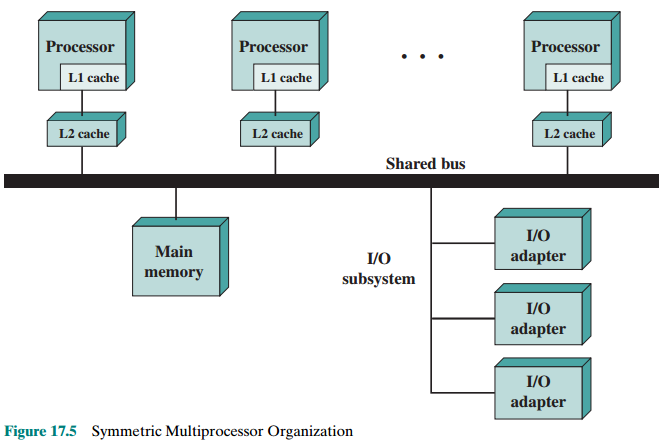 Processor
L1 cache
L2 cache
Processor
L1 cache
L2 cache
. . .
Processor
L1 cache
L2 cache
Shared bus
Main
memory
I/O
subsystem
I/O
adapter
I/O
adapter
I/O
adapter
Figure 17.5 Symmetric Multiprocessor Organization